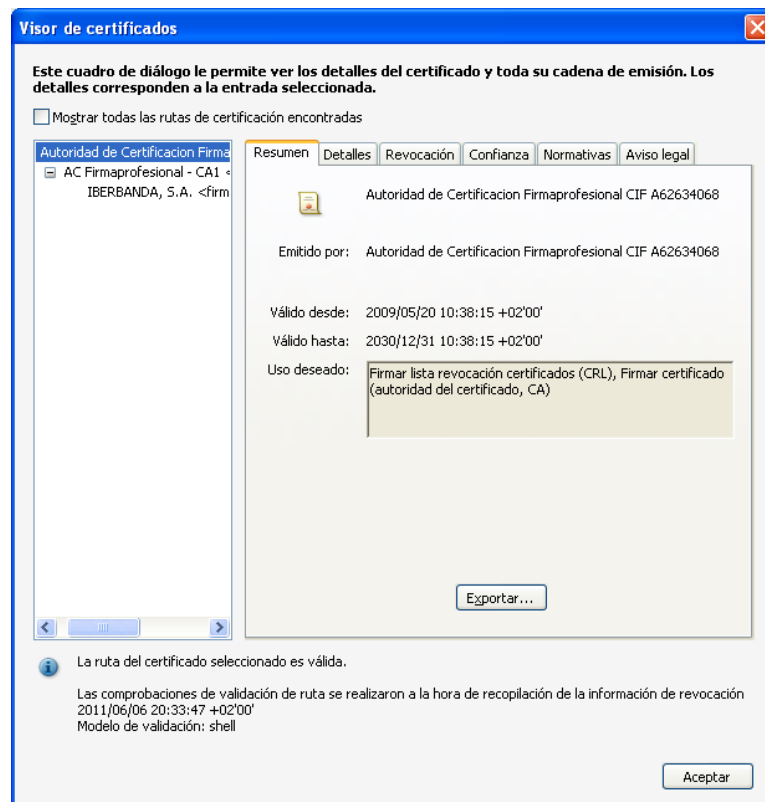 Visor de certificados
Este cuadro de diálogo le permite ver los detalles del certificado y toda su cadena de emisión. Los
detalles corresponden a la entrada seleccionada.
Mostrar todas las rutas de certificación encontradas
Autoridad de Certificacion Firma
AC Firmaprofesional - CA1 <
IBERBANDA, S.A. <firm
Resumen Detalles Revocación Confianza Normativas Aviso legal
Autoridad de Certificacion Firmaprofesional CIF A62634068
Emitido por: Autoridad de Certificacion Firmaprofesional CIF A62634068
Válido desde: 2009/05/20 10:38:15 +02'00'
Válido hasta: 2030/12/31 10:38:15 +02'00'
Uso deseado: Firmar lista revocación certificados (CRL), Firmar certificado
(autoridad del certificado, CA)
Exportar...
La ruta del certificado seleccionado es válida.
Las comprobaciones de validación de ruta se realizaron a la hora de recopilación de la información de revocación
2011/06/06 20:33:47 +02'00'
Modelo de validación: shell
Aceptar